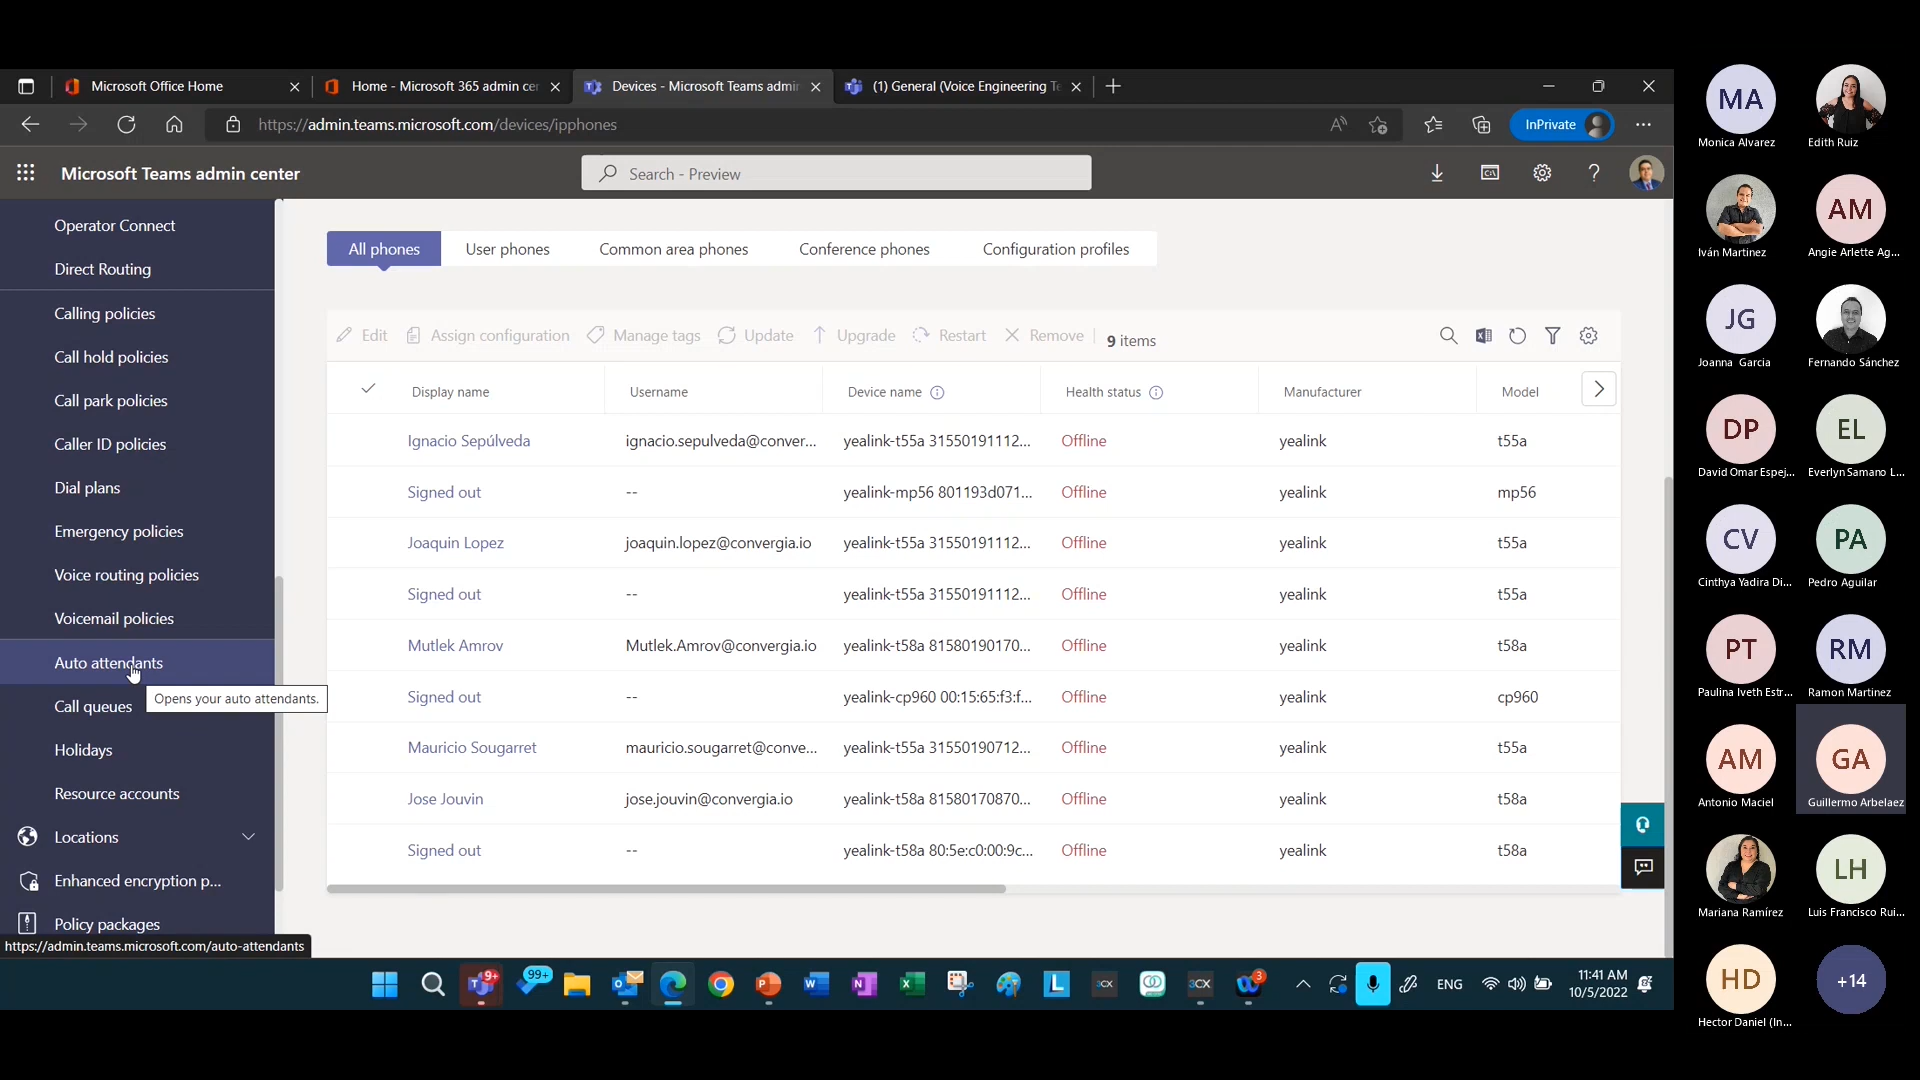 Microsoft Office Home
Home - Microsoft 365 admin cer
Devices - Microsoft Teams admin
(1) General (Voice Engineering Te
https://admin.teams.microsoft.com/devices/ipphones
InPrivate
Microsoft Teams admin center
Search - Preview
Operator Connect
Direct Routing
Calling policies
Call hold policies
Call park policies
Caller ID policies
Dial plans
Emergency policies
Voice routing policies
Voicemail policies
Auto attendants
Opens your auto attendants.
Call queues
Holidays
Resource accounts
Locations
Enhanced encryption p...
Policy packages
https://admin.teams.microsoft.com/auto-attendants
All phones User phones Common area phones Conference phones Configuration profiles
Edit Assign configuration Manage tags Update Upgrade Restart Remove 9 items
Display name Username Device name Health status Manufacturer Model
Ignacio Sepúlveda ignacio.sepulveda@conver... yealink-t55a 31550191112... Offline yealink t55a
Signed out -- yealink-mp56 801193d071... Offline yealink mp56
Joaquin Lopez joaquin.lopez@convergia.io yealink-t55a 31550191112... Offline yealink t55a
Signed out -- yealink-t55a 31550191112... Offline yealink t55a
Mutlek Amrov Mutlek.Amrov@convergia.io yealink-t58a 81580190170... Offline yealink t58a
Signed out -- yealink-cp960 00:15:65:f3:f... Offline yealink cp960
Mauricio Sougarret mauricio.sougarret@conve... yealink-t55a 31550190712... Offline yealink t55a
Jose Jouvin jose.jouvin@convergia.io yealink-t58a 81580170870... Offline yealink t58a
Signed out -- yealink-t58a 80:5e:c0:00:9c... Offline yealink t58a
9+
99+
3CX
3CX
3
ENG
11:41 AM
10/5/2022
MA
Monica Alvarez Edith Ruiz
AM
Iván Martinez Angie Arlette Ag...
JG
Joanna Garcia Fernando Sánchez
DP EL
David Omar Espej... Everlyn Samano L...
CV PA
Cinthya Yadira Di... Pedro Aguilar
PT RM
Paulina Iveth Estr... Ramon Martinez
AM GA
Antonio Maciel Guillermo Arbelaez
LH
Mariana Ramírez Luis Francisco Rui...
HD +14
Hector Daniel (In...